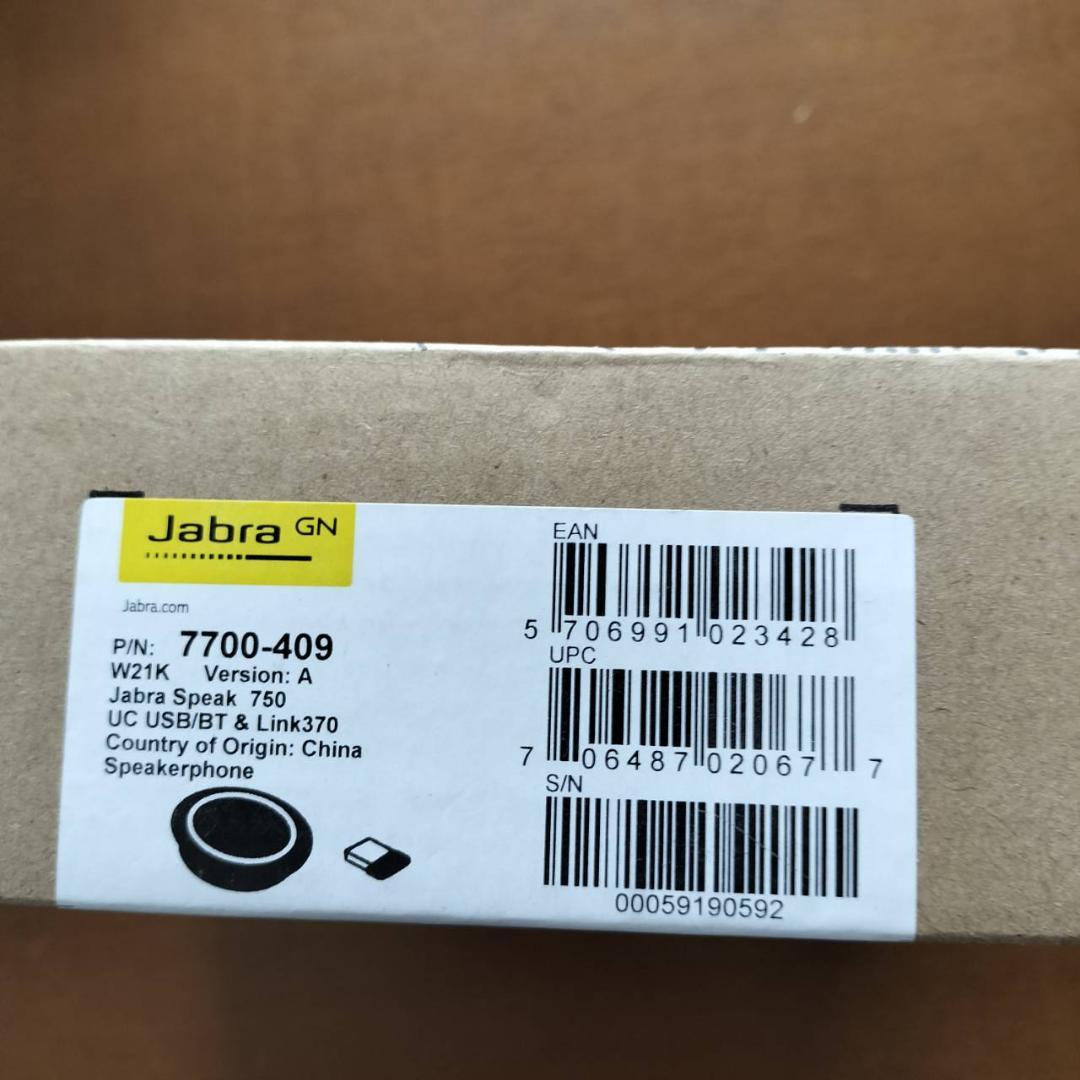 Jabra GN
Jabra.com
P/N: 7700-409
W21K Version: A
Jabra Speak 750
UC USB/BT & Link370
Country of Origin: China
Speakerphone
EAN
5 706991 023428
UPC
7 06487 02067 7
S/N
00059190592